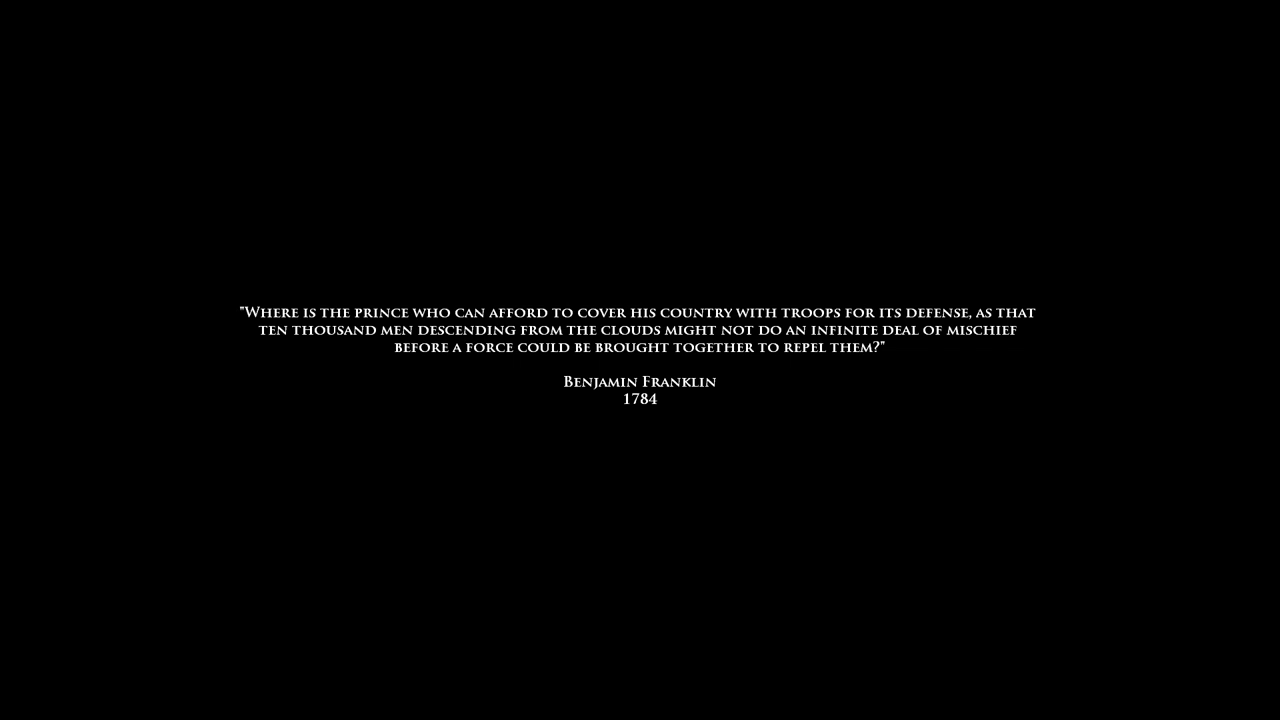 "Where is the prince who can afford to cover his country with troops for its defense, as that
ten thousand men descending from the clouds might not do an infinite deal of mischief
before a force could be brought together to repel them?"
Benjamin Franklin
1784